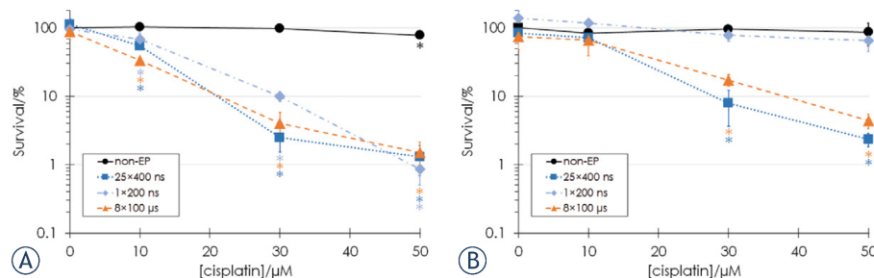 Survival/%
100
10
1
0.1
non-EP
25×400 ns
1×200 ns
8×100 µs
*
*
*
*
*
*
*
*
*
*
0 10 20 30 40 50
[cisplatin]/µM
A
Survival/%
100
10
1
0.1
non-EP
25×400 ns
1×200 ns
8×100 µs
*
*
*
*
0 10 20 30 40 50
[cisplatin]/µM
B